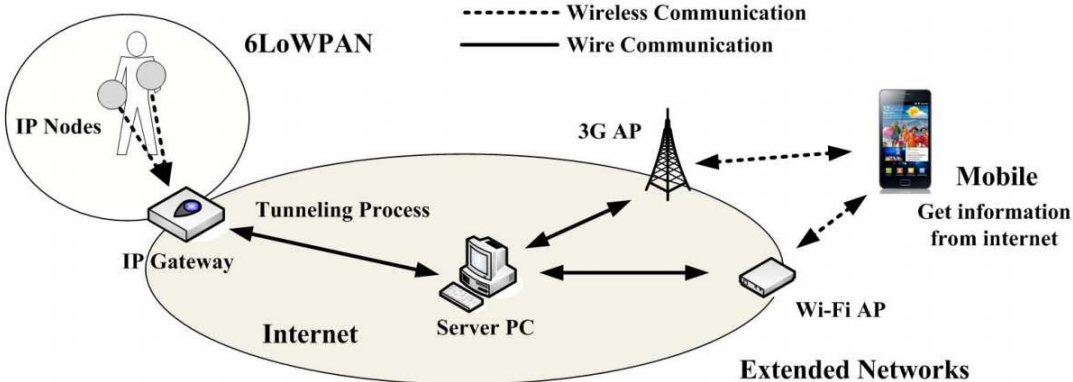 Wireless Communication
6LoWPAN
Wire Communication
IP Nodes
3G AP
Mobile
Get information
from internet
Tunneling Process
IP Gateway
Wi-Fi AP
Server PC
Internet
Extended Networks